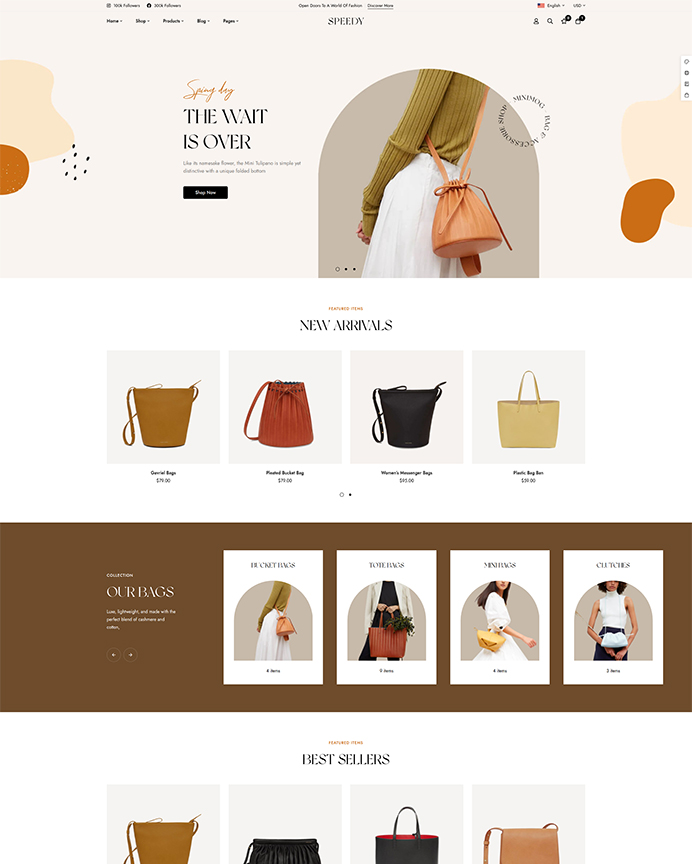 100k Followers 300k Followers
Open Doors To A World Of Fashion Discover More
English USD
Home Shop Products Blog Pages
SPEEDY
Spring day
THE WAIT
IS OVER
Like its namesake flower, the Mini Tulipano is simple yet
distinctive with a unique folded bottom
Shop Now
MINIMOG BAG & ACCESSORIE SHOP
FEATURED ITEMS
NEW ARRIVALS
Gavriel Bags
$79.00
Pleated Bucket Bag
$79.00
Women's Messenger Bags
$95.00
Plastic Bag Ban
$59.00
COLLECTION
OUR BAGS
Luxe, lightweight, and made with the
perfect blend of cashmere and
cotton,
BUCKET BAGS
4 items
TOTE BAGS
9 items
MINI BAGS
4 items
CLUTCHES
3 items
FEATURED ITEMS
BEST SELLERS